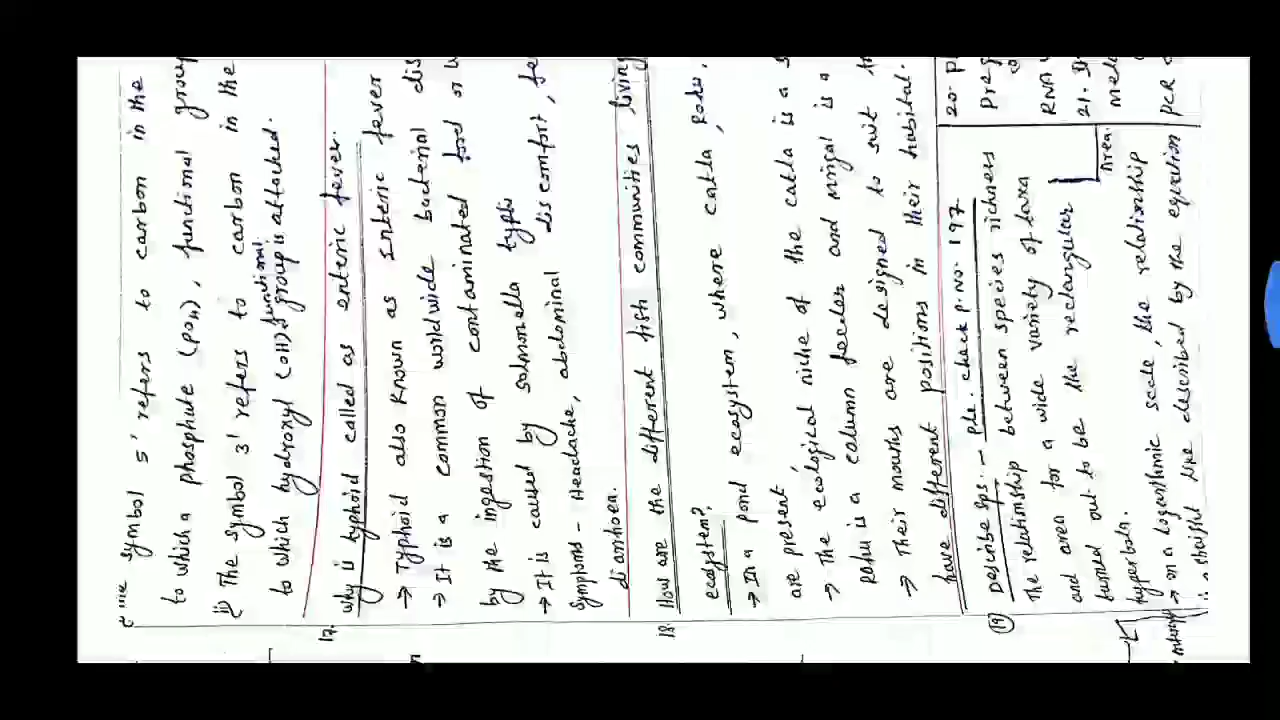 symbol 5' refers to carbon in the
to which a phosphate (PO4), functional group
ii) The symbol 3' refers to carbon in the
functional
to which hydroxyl (OH) group is attached.
17. why is typhoid called as enteric fever.
→ Typhoid also known as enteric fever
→ It is a common worldwide bacterial dis
by the ingestion of contaminated food or w
→ It is caused by salmonella typhi
symptoms - Headache, abdominal discomfort, fe
diarrhoea.
18. How are the different fish communities living
ecosystem?
→ In a pond ecosystem, where catla, Rohu,
are present,
→ The ecological niche of the catla is a s
Rohu is a column feeder and mrigal is a
→ Their mouths are designed to suit
have different positions in their habitat.
19 Describe sps. - ple. check p.no. 197
The relationship between species richness
and area for a wide variety of taxa
turned out to be the rectangular
hyperbola.
→ on a logarithmic scale, the relationship
straight line described by the equation
Area.
20. P
Preg
RNA
21.
PCR